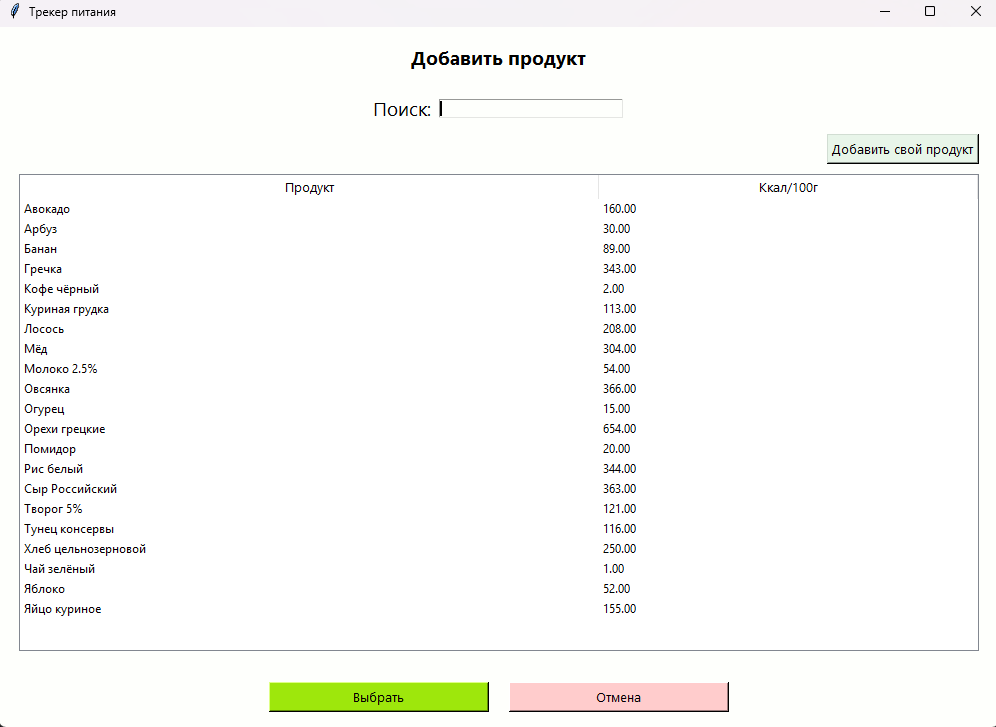 Трекер питания
Добавить продукт
Поиск:
Добавить свой продукт
Продукт Ккал/100г
Авокадо 160.00
Арбуз 30.00
Банан 89.00
Гречка 343.00
Кофе чёрный 2.00
Куриная грудка 113.00
Лосось 208.00
Мёд 304.00
Молоко 2.5% 54.00
Овсянка 366.00
Огурец 15.00
Орехи грецкие 654.00
Помидор 20.00
Рис белый 344.00
Сыр Российский 363.00
Творог 5% 121.00
Тунец консервы 116.00
Хлеб цельнозерновой 250.00
Чай зелёный 1.00
Яблоко 52.00
Яйцо куриное 155.00
Выбрать Отмена